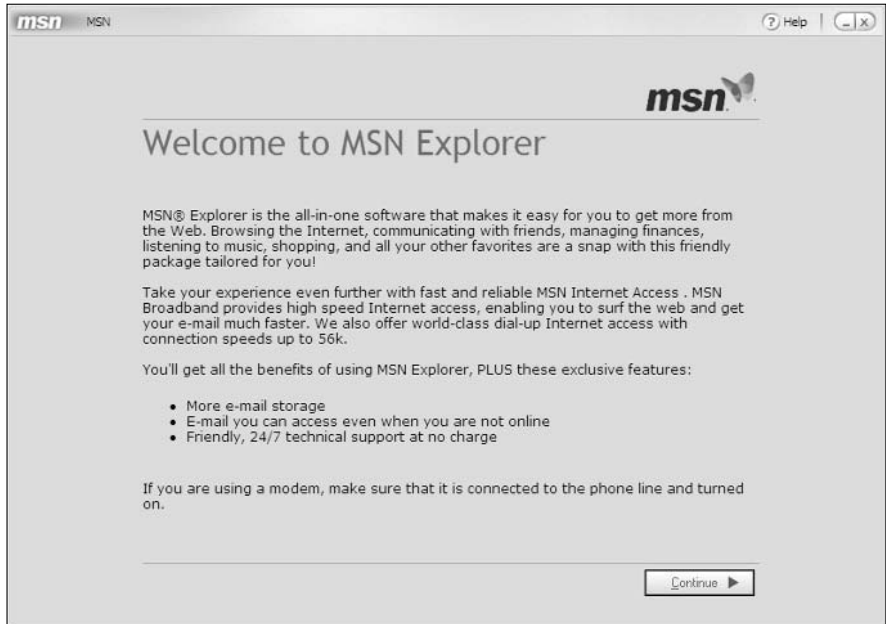 msn MSN Help
msn
Welcome to MSN Explorer
MSN® Explorer is the all-in-one software that makes it easy for you to get more from
the Web. Browsing the Internet, communicating with friends, managing finances,
listening to music, shopping, and all your other favorites are a snap with this friendly
package tailored for you!
Take your experience even further with fast and reliable MSN Internet Access . MSN
Broadband provides high speed Internet access, enabling you to surf the web and get
your e-mail much faster. We also offer world-class dial-up Internet access with
connection speeds up to 56k.
You'll get all the benefits of using MSN Explorer, PLUS these exclusive features:
• More e-mail storage
• E-mail you can access even when you are not online
• Friendly, 24/7 technical support at no charge
If you are using a modem, make sure that it is connected to the phone line and turned
on.
Continue